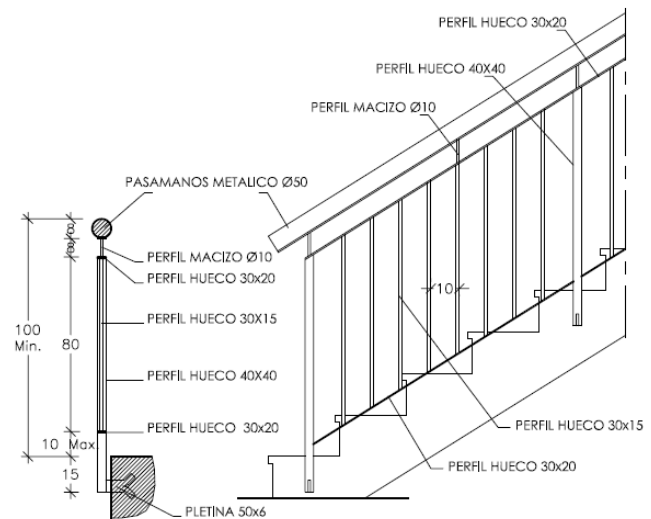 PERFIL HUECO 30x20
PERFIL HUECO 40X40
PERFIL MACIZO Ø10
PASAMANOS METALICO Ø50
8
8
PERFIL MACIZO Ø10
PERFIL HUECO 30x20
PERFIL HUECO 30X15
100
Min.
80
10
PERFIL HUECO 40X40
PERFIL HUECO 30x20
PERFIL HUECO 30x15
10 Max.
15
PERFIL HUECO 30x20
PLETINA 50x6